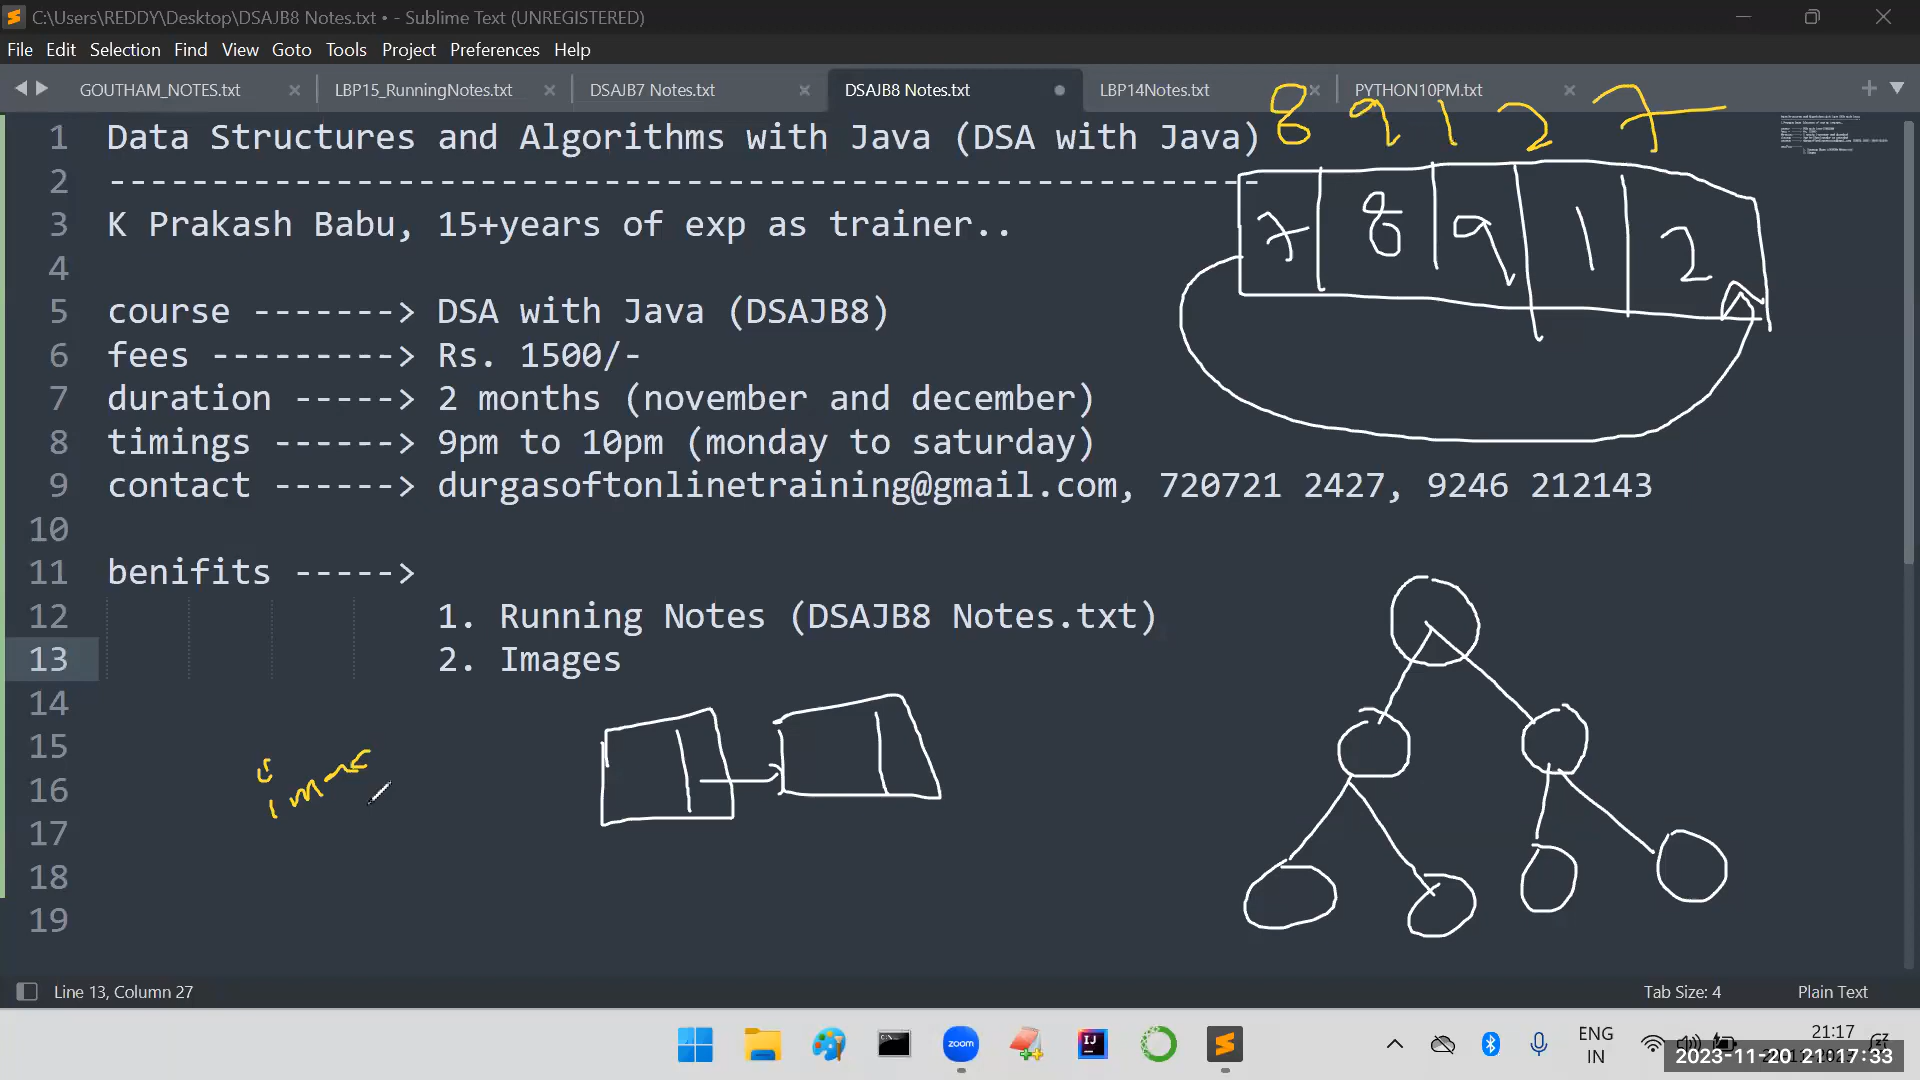 C:\Users\REDDY\Desktop\DSAJB8 Notes.txt • - Sublime Text (UNREGISTERED)
File Edit Selection Find View Goto Tools Project Preferences Help
GOUTHAM_NOTES.txt LBP15_RunningNotes.txt DSAJB7 Notes.txt DSAJB8 Notes.txt LBP14Notes.txt PYTHON10PM.txt
8 9 1 2 7
1 Data Structures and Algorithms with Java (DSA with Java)
2 --------------------------------------------------------
7 8 9 1 2
3 K Prakash Babu, 15+years of exp as trainer..
4
5 course -------> DSA with Java (DSAJB8)
6 fees ---------> Rs. 1500/-
7 duration -----> 2 months (november and december)
8 timings ------> 9pm to 10pm (monday to saturday)
9 contact ------> durgasoftonlinetraining@gmail.com, 720721 2427, 9246 212143
10
11 benifits ----->
12 1. Running Notes (DSAJB8 Notes.txt)
13 2. Images
14
15
16
17
18
19
Line 13, Column 27 Tab Size: 4 Plain Text
zoom IJ ENG IN 21:17
2023-11-20 21:17:33